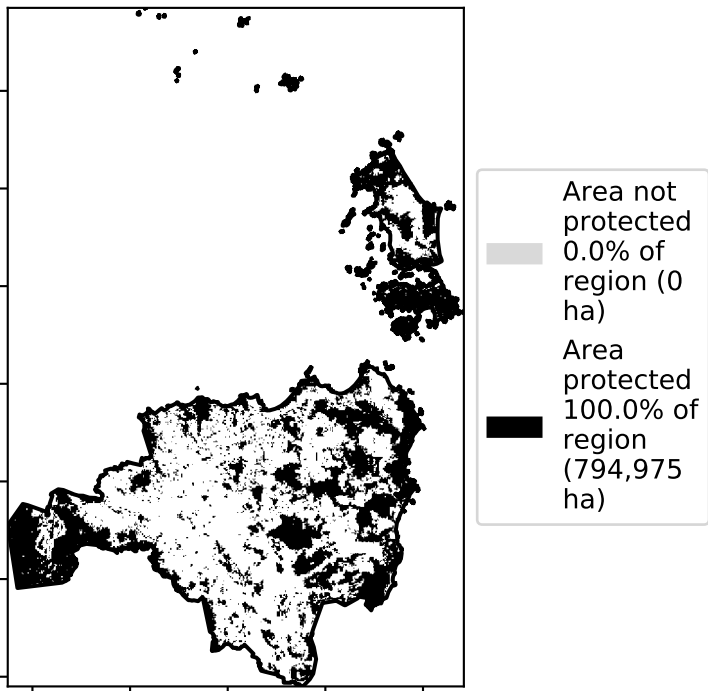 Area not
protected
0.0% of
region (0
ha)
Area
protected
100.0% of
region
(794,975
ha)